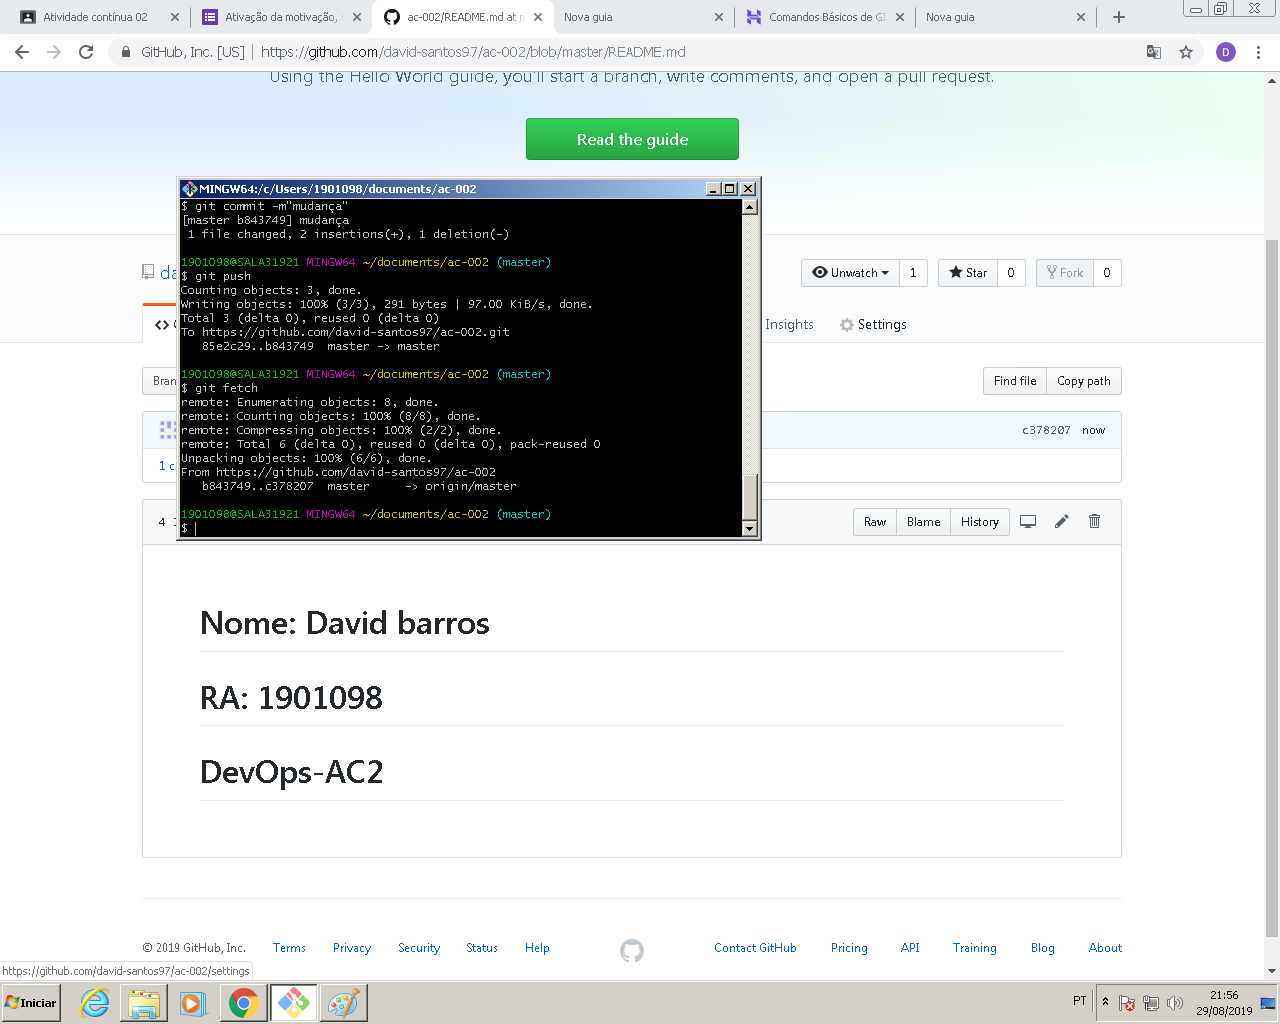 Atividade contínua 02
Ativação da motivação,
ac-002/README.md at m
Nova guia
Comandos Básicos de GI
Nova guia
GitHub, Inc. [US] | https://github.com/david-santos97/ac-002/blob/master/README.md
D
Using the Hello World guide, you'll start a branch, write comments, and open a pull request.
Read the guide
MINGW64:/c/Users/1901098/documents/ac-002
$ git commit -m"mudança"
[master b843749] mudança
1 file changed, 2 insertions(+), 1 deletion(-)
1901098@SALA31921 MINGW64 ~/documents/ac-002 (master)
$ git push
Counting objects: 3, done.
Writing objects: 100% (3/3), 291 bytes | 97.00 KiB/s, done.
Total 3 (delta 0), reused 0 (delta 0)
To https://github.com/david-santos97/ac-002.git
85e2c29..b843749 master -> master
1901098@SALA31921 MINGW64 ~/documents/ac-002 (master)
$ git fetch
remote: Enumerating objects: 8, done.
remote: Counting objects: 100% (8/8), done.
remote: Compressing objects: 100% (2/2), done.
remote: Total 6 (delta 0), reused 0 (delta 0), pack-reused 0
Unpacking objects: 100% (6/6), done.
From https://github.com/david-santos97/ac-002
b843749..c378207 master -> origin/master
1901098@SALA31921 MINGW64 ~/documents/ac-002 (master)
$
da
Unwatch 1 Star 0 Fork 0
Insights Settings
Bran
Find file Copy path
c378207 now
1 c
4
Raw Blame History
Nome: David barros
RA: 1901098
DevOps-AC2
© 2019 GitHub, Inc. Terms Privacy Security Status Help Contact GitHub Pricing API Training Blog About
https://github.com/david-santos97/ac-002/settings
Iniciar
PT
21:56
29/08/2019